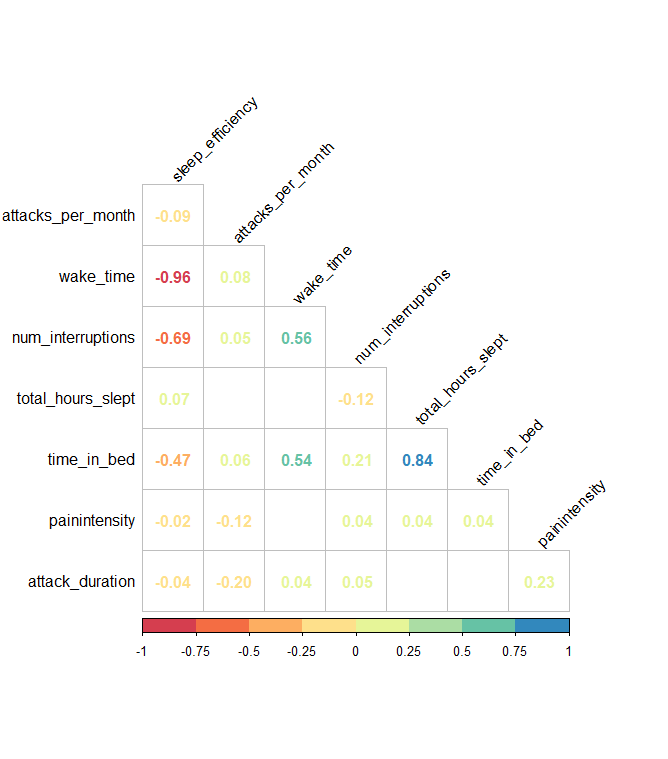 sleep_efficiency
attacks_per_month -0.09
attacks_per_month
wake_time -0.96 0.08
wake_time
num_interruptions -0.69 0.05 0.56
num_interruptions
total_hours_slept 0.07 -0.12
total_hours_slept
time_in_bed -0.47 0.06 0.54 0.21 0.84
time_in_bed
painintensity -0.02 -0.12 0.04 0.04 0.04
painintensity
attack_duration -0.04 -0.20 0.04 0.05 0.23
-1 -0.75 -0.5 -0.25 0 0.25 0.5 0.75 1